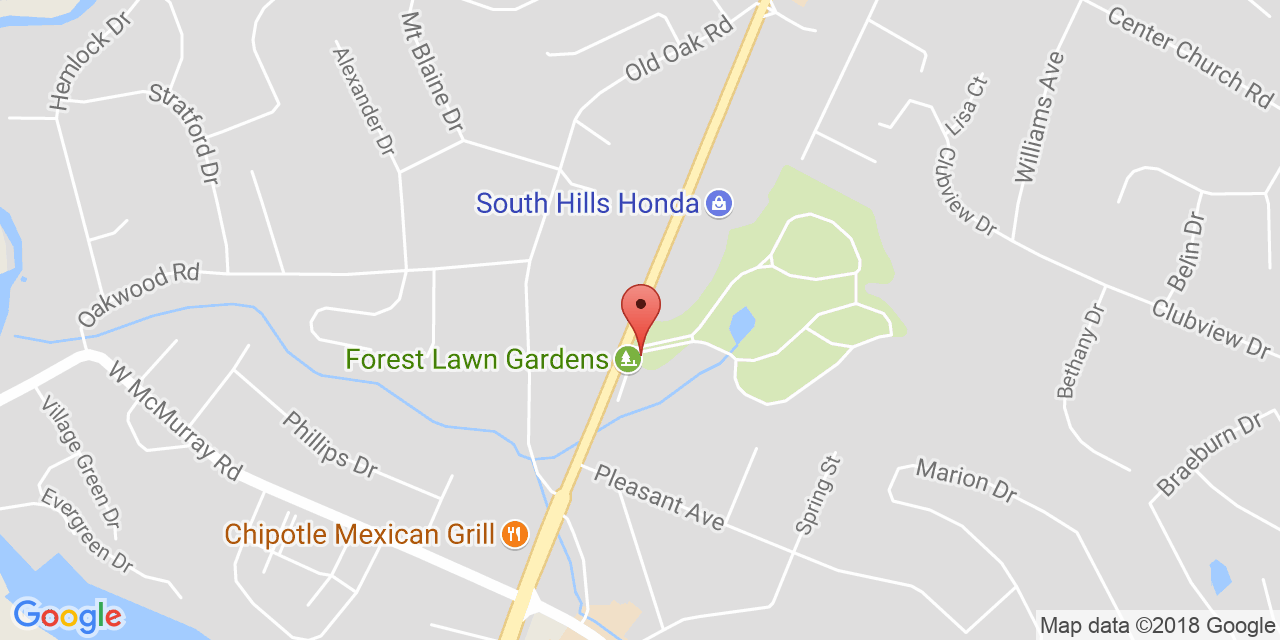 Hemlock Dr
Mt Blaine Dr
Old Oak Rd
Center Church Rd
Alexander Dr
Stratford Dr
Lisa Ct
Williams Ave
Clubview Dr
South Hills Honda
Belin Dr
Oakwood Rd
Clubview Dr
Bethany Dr
Forest Lawn Gardens
W McMurray Rd
Village Green Dr
Phillips Dr
Braeburn Dr
Pleasant Ave
Spring St
Marion Dr
Evergreen Dr
Chipotle Mexican Grill
Google
Map data ©2018 Google